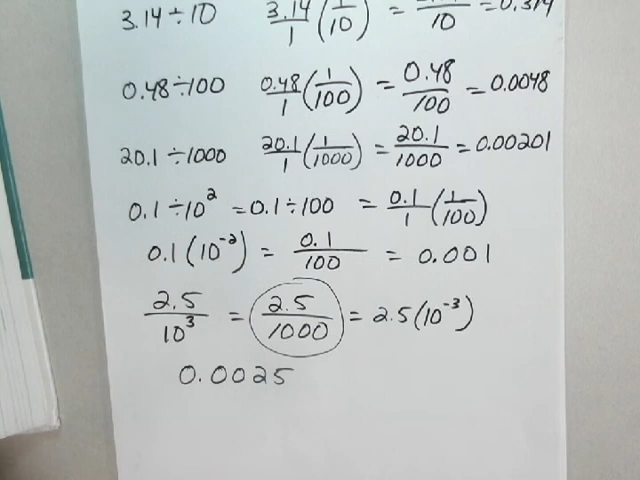 3.14 ÷ 10 3.14/1 (1/10) = /10 = 0.314
0.48 ÷ 100 0.48/1 (1/100) = 0.48/100 = 0.0048
20.1 ÷ 1000 20.1/1 (1/1000) = 20.1/1000 = 0.00201
0.1 ÷ 10² = 0.1 ÷ 100 = 0.1/1 (1/100)
0.1 (10⁻²) = 0.1/100 = 0.001
2.5/10³ = 2.5/1000 = 2.5 (10⁻³)
0.0025